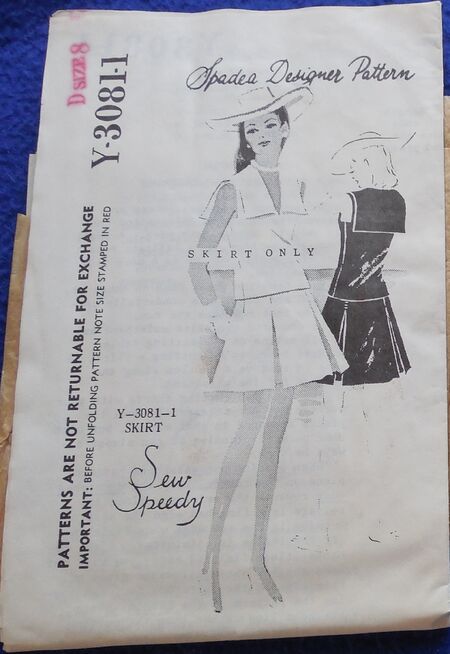 Spadea Designer Pattern
D SIZE 8
Y-3081-1
PATTERNS ARE NOT RETURNABLE FOR EXCHANGE
IMPORTANT: BEFORE UNFOLDING PATTERN NOTE SIZE STAMPED IN RED
SKIRT ONLY
Y-3081-1
SKIRT
Sew
Speedy